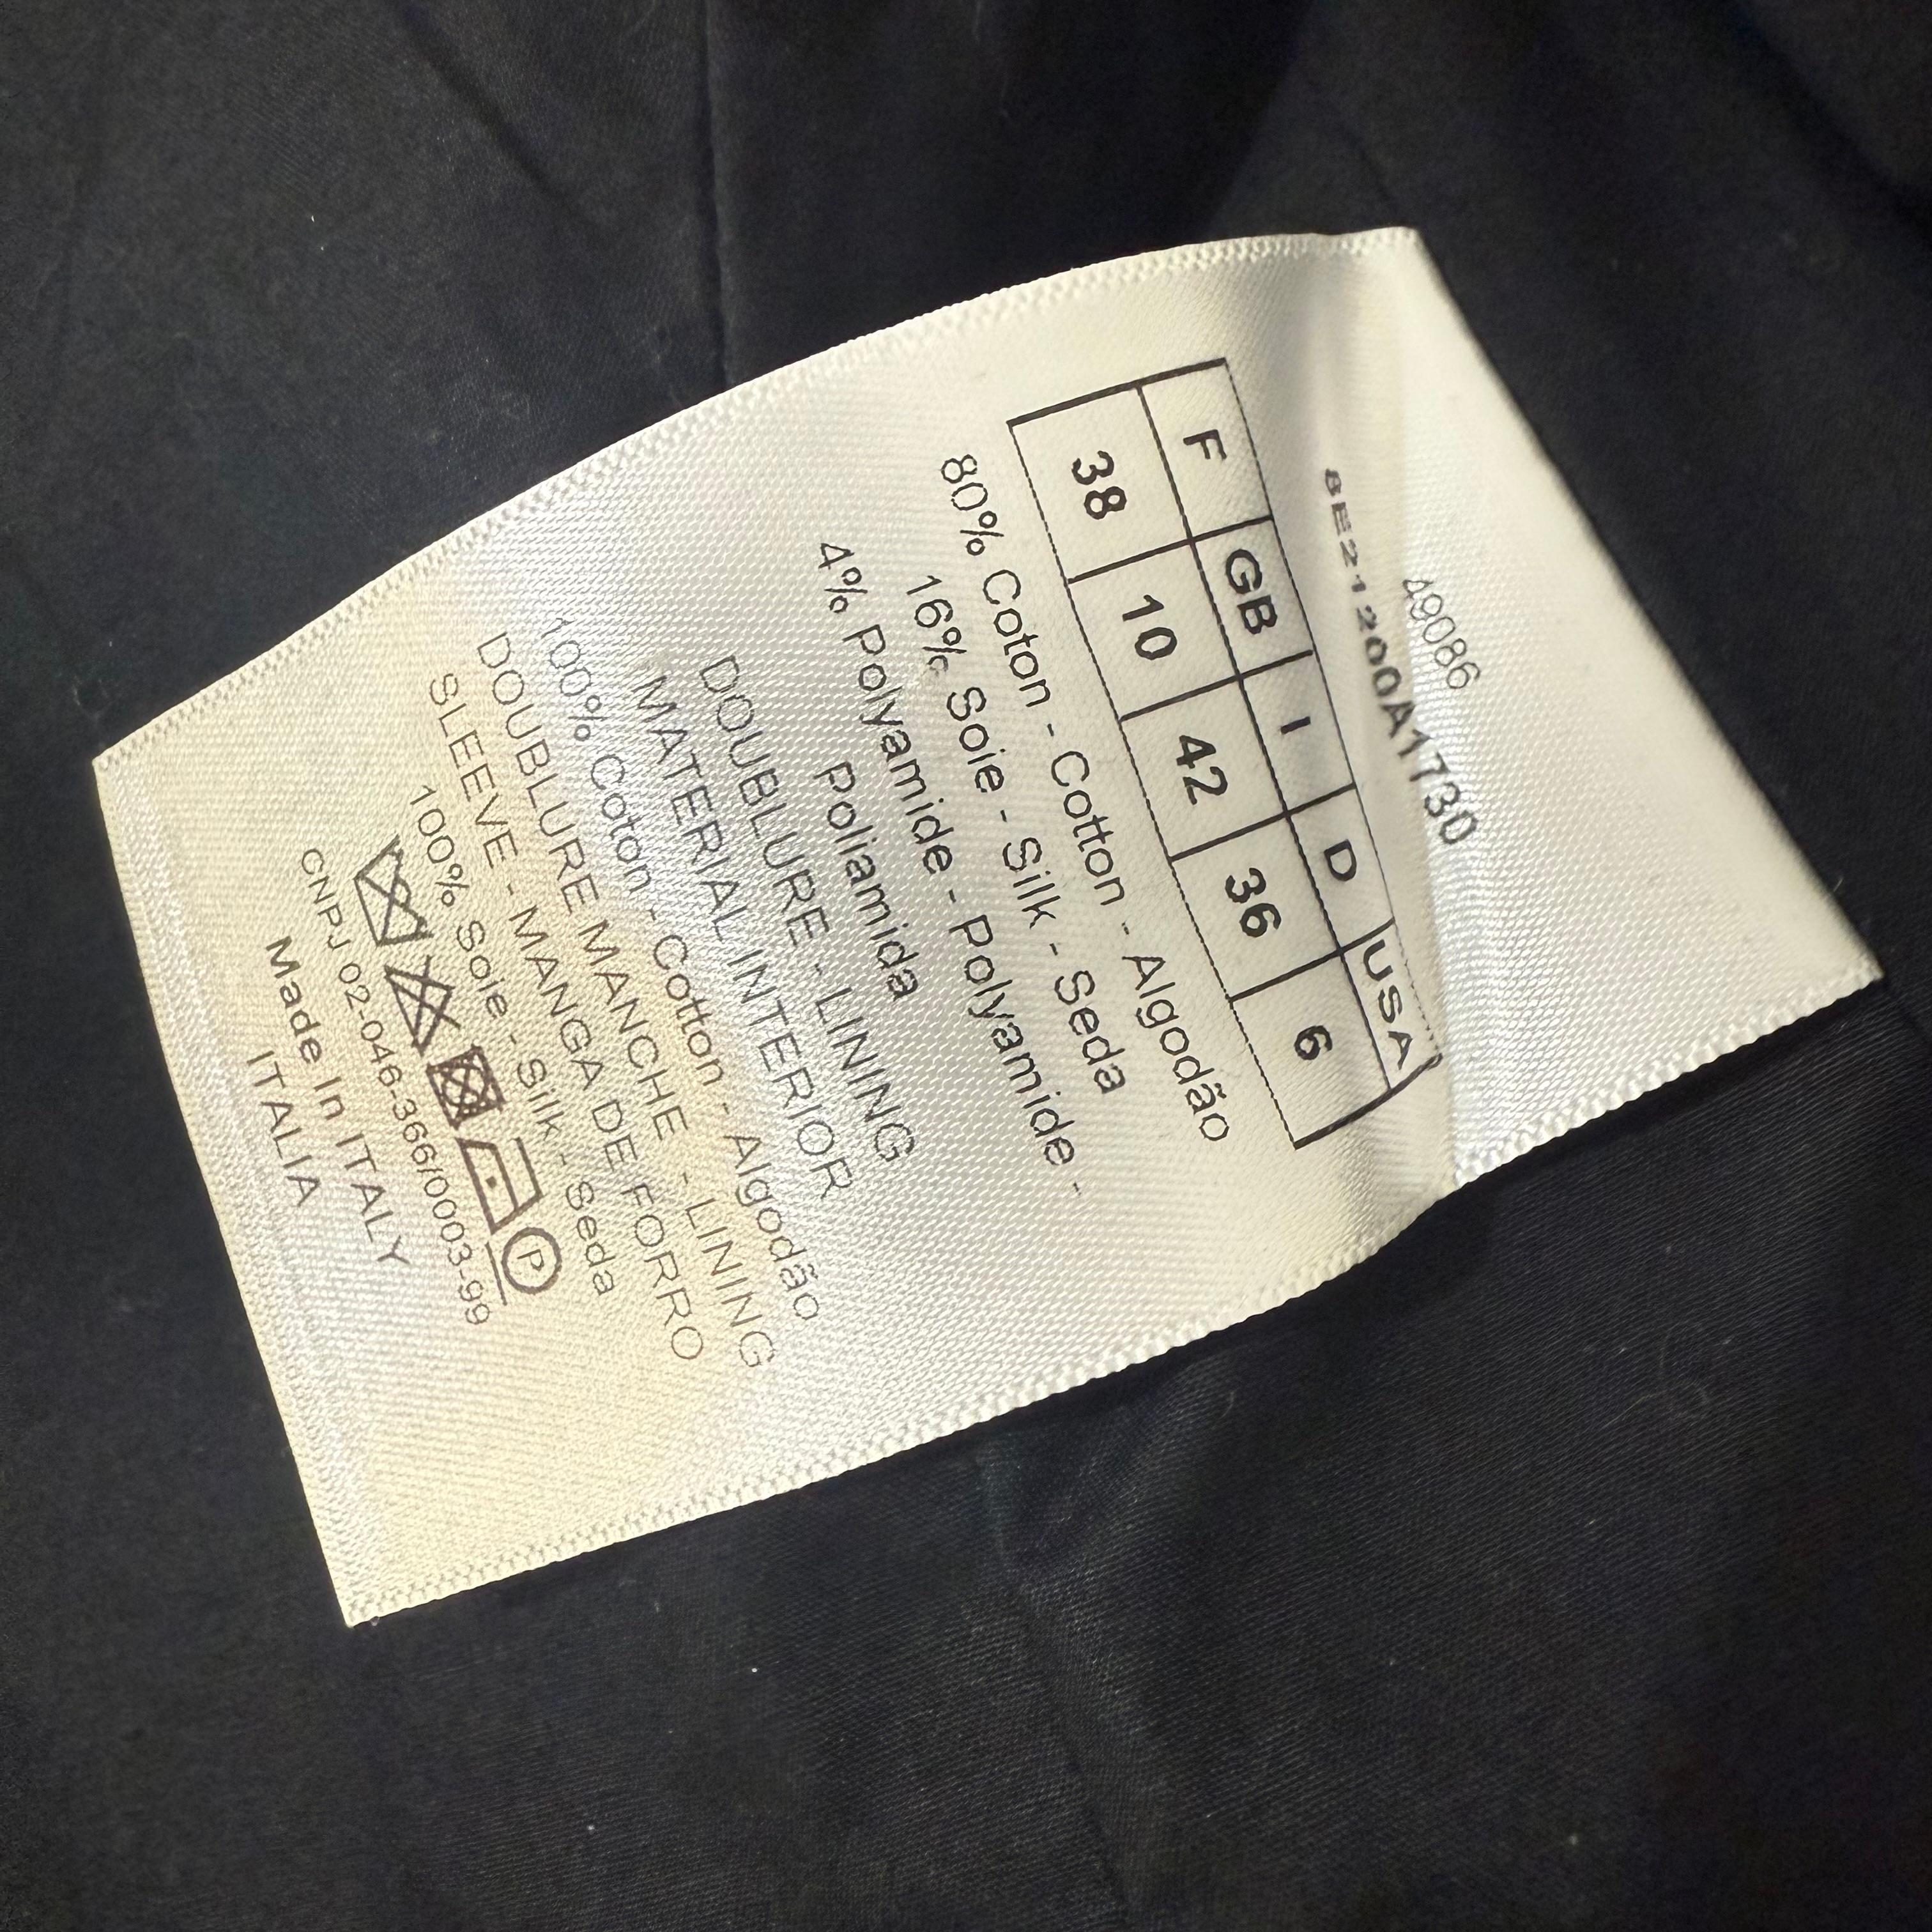 49086
8E21200A1730
F GB I D USA
38 10 42 36 6
80% Coton - Cotton - Algodão
16% Soie - Silk - Seda
4% Polyamide - Polyamide -
Poliamida
DOUBLURE - LINING
MATERIAL INTERIOR
100% Coton - Cotton - Algodão
DOUBLURE MANCHE - LINING
SLEEVE - MANGA DE FORRO
100% Soie - Silk - Seda
P
CNPJ 02-046-366/0003-99
Made In ITALY
ITALIA